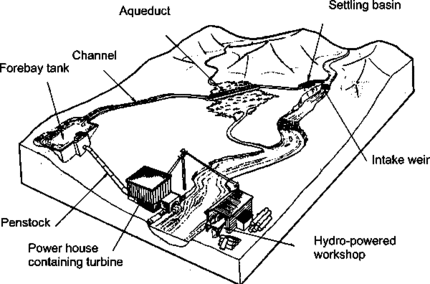 Aqueduct
Settling basin
Channel
Forebay tank
Intake weir
Penstock
Power house
containing turbine
Hydro-powered
workshop